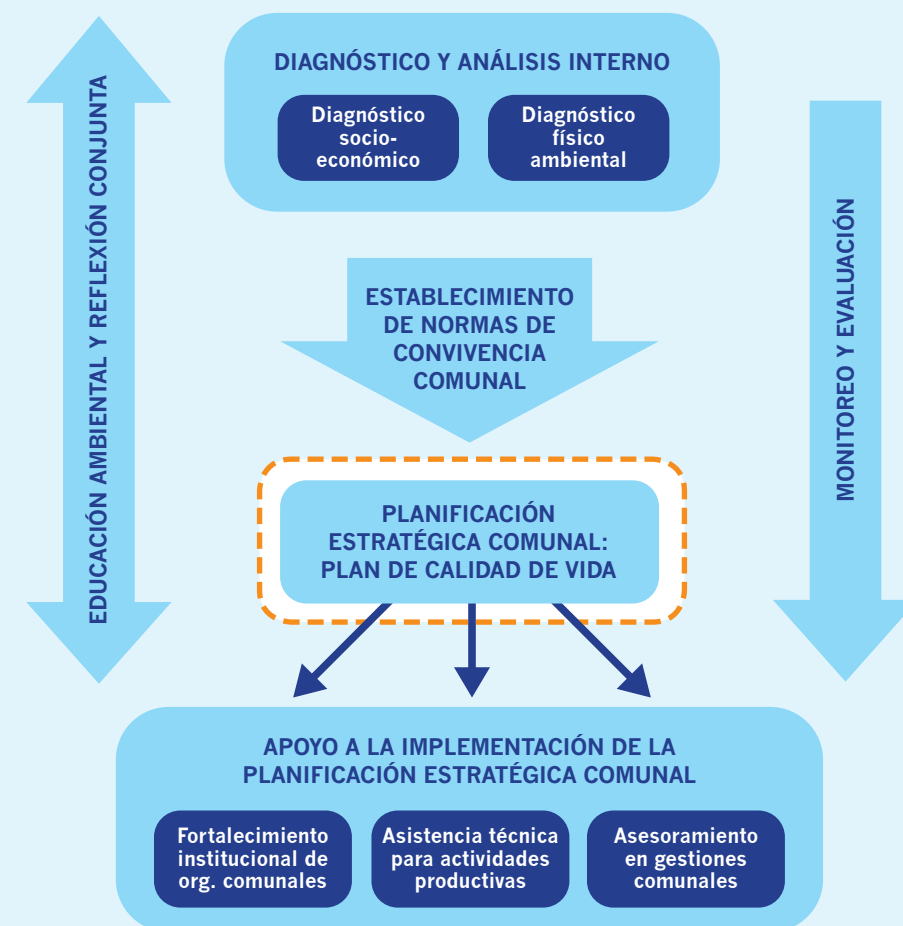 EDUCACIÓN AMBIENTAL Y REFLEXIÓN CONJUNTA
DIAGNÓSTICO Y ANÁLISIS INTERNO
Diagnóstico
socio-
económico
Diagnóstico
físico
ambiental
ESTABLECIMIENTO
DE NORMAS DE
CONVIVENCIA
COMUNAL
PLANIFICACIÓN
ESTRATÉGICA COMUNAL:
PLAN DE CALIDAD DE VIDA
APOYO A LA IMPLEMENTACIÓN DE LA
PLANIFICACIÓN ESTRATÉGICA COMUNAL
Fortalecimiento
institucional de
org. comunales
Asistencia técnica
para actividades
productivas
Asesoramiento
en gestiones
comunales
MONITOREO Y EVALUACIÓN